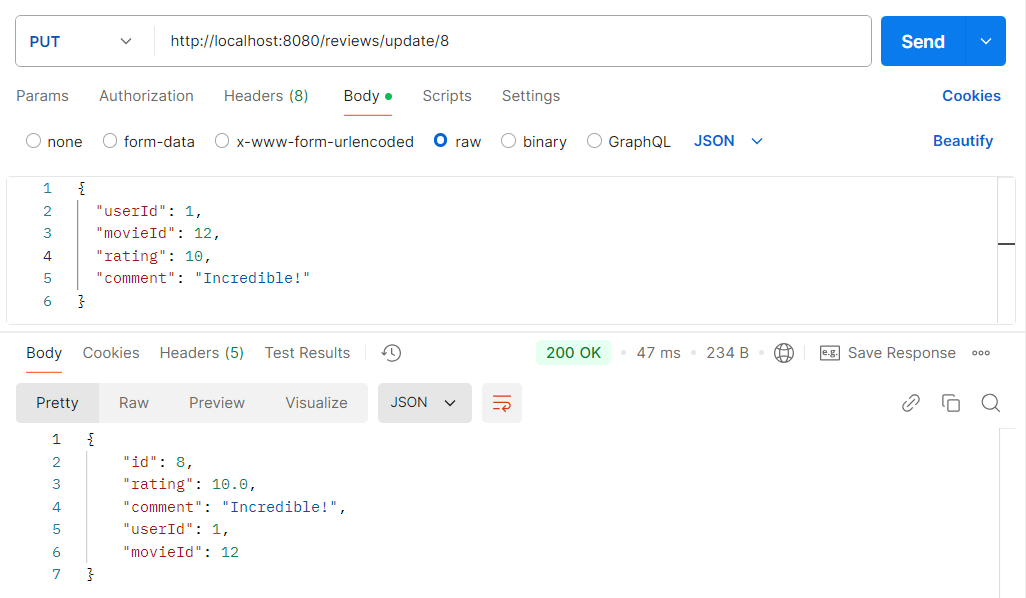 PUT http://localhost:8080/reviews/update/8 Send
Params Authorization Headers (8) Body Scripts Settings Cookies
none form-data x-www-form-urlencoded raw binary GraphQL JSON Beautify
1 {
2 "userId": 1,
3 "movieId": 12,
4 "rating": 10,
5 "comment": "Incredible!"
6 }
Body Cookies Headers (5) Test Results 200 OK 47 ms 234 B e.g. Save Response
Pretty Raw Preview Visualize JSON
1 {
2 "id": 8,
3 "rating": 10.0,
4 "comment": "Incredible!",
5 "userId": 1,
6 "movieId": 12
7 }